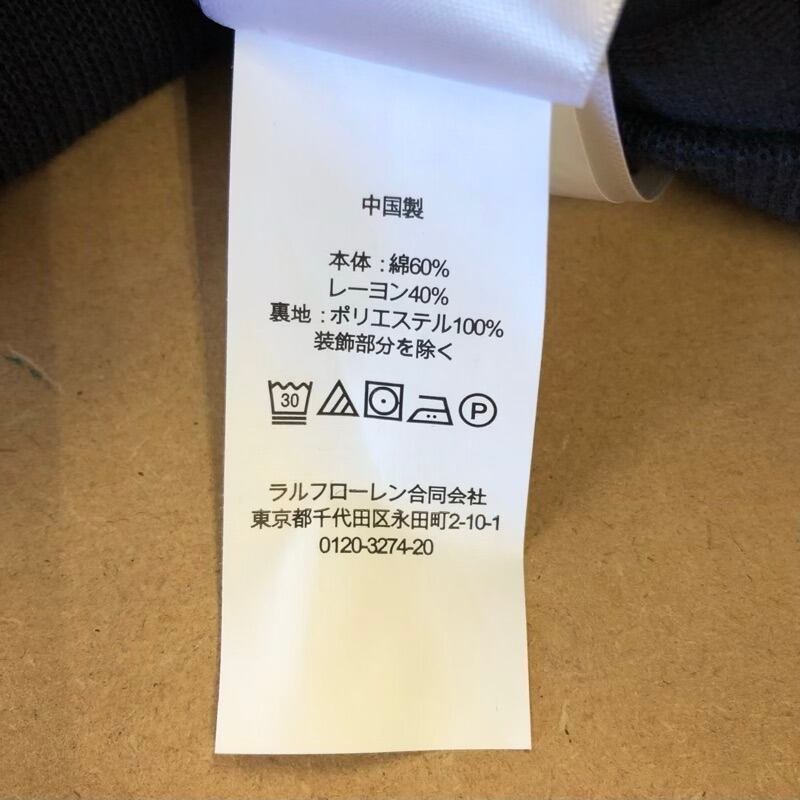 中国製
本体 : 綿60%
レーヨン40%
裏地 : ポリエステル100%
装飾部分を除く
30 P
ラルフローレン合同会社
東京都千代田区永田町2-10-1
0120-3274-20